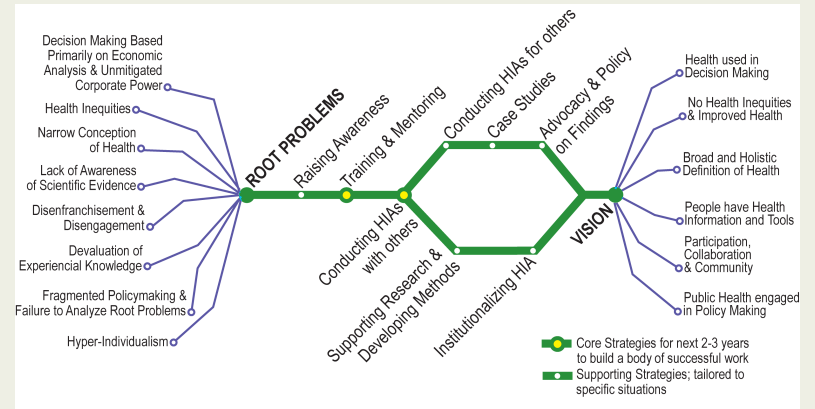 Decision Making Based
Primarily on Economic
Analysis & Unmitigated
Corporate Power
Health Inequities
Narrow Conception
of Health
Lack of Awareness
of Scientific Evidence
Disenfranchisement &
Disengagement
Devaluation of
Experiencial Knowledge
Fragmented Policymaking &
Failure to Analyze Root Problems
Hyper-Individualism
ROOT PROBLEMS
Raising Awareness
Training & Mentoring
Conducting HIAs
with others
Conducting HIAs for others
Case Studies
Advocacy & Policy
on Findings
Supporting Research &
Developing Methods
Institutionalizing HIA
VISION
Health used in
Decision Making
No Health Inequities
& Improved Health
Broad and Holistic
Definition of Health
People have Health
Information and Tools
Participation,
Collaboration
& Community
Public Health engaged
in Policy Making
Core Strategies for next 2-3 years
to build a body of successful work
Supporting Strategies; tailored to
specific situations